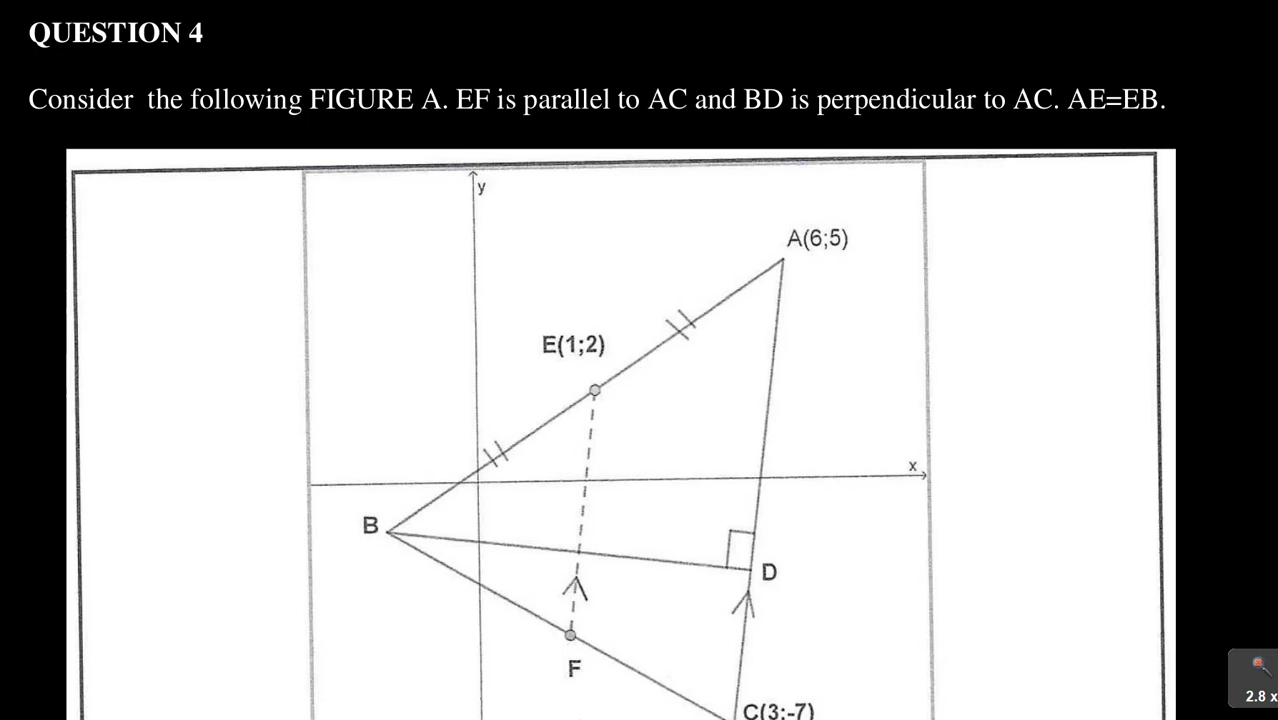 QUESTION 4
Consider the following FIGURE A. EF is parallel to AC and BD is perpendicular to AC. AE=EB.
y
A(6;5)
E(1;2)
x
B
D
F
C(3;-7)
2.8 x